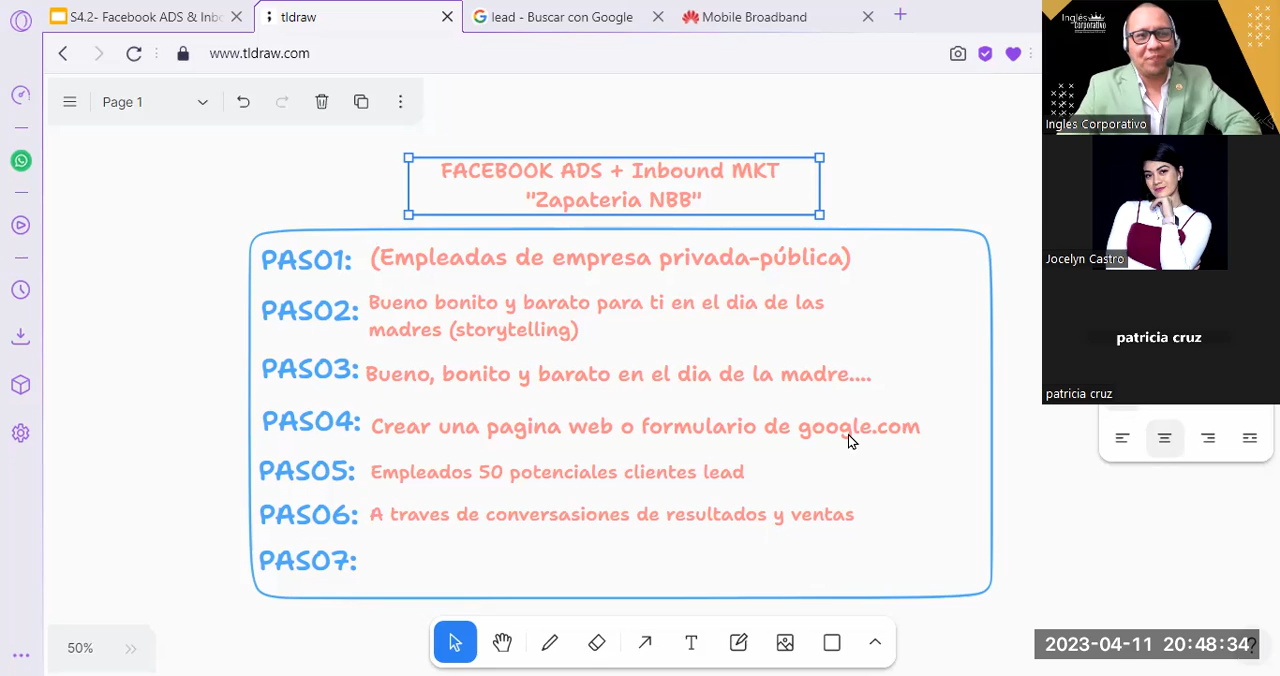 S4.2- Facebook ADS & Inb
tldraw
lead - Buscar con Google
Mobile Broadband
www.tldraw.com
Page 1
FACEBOOK ADS + Inbound MKT
"Zapateria NBB"
PASO1: (Empleadas de empresa privada-pública)
PASO2: Bueno bonito y barato para ti en el dia de las
madres (storytelling)
PASO3: Bueno, bonito y barato en el dia de la madre....
PASO4: Crear una pagina web o formulario de google.com
PASO5: Empleados 50 potenciales clientes lead
PASO6: A traves de conversasiones de resultados y ventas
PASO7:
50%
Inglés
Corporativo
Inglés Corporativo
Jocelyn Castro
patricia cruz
patricia cruz
2023-04-11 20:48:34